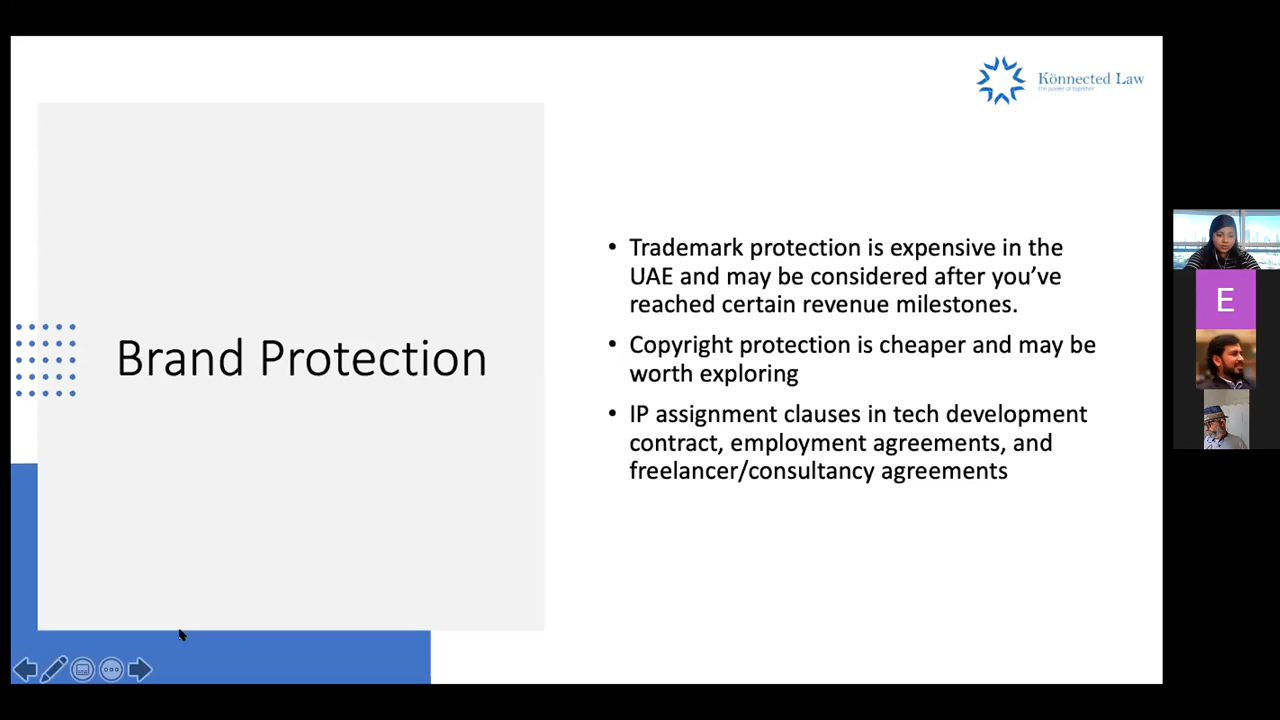 Könnected Law
the power of together
Brand Protection
• Trademark protection is expensive in the
UAE and may be considered after you’ve
reached certain revenue milestones.
• Copyright protection is cheaper and may be
worth exploring
• IP assignment clauses in tech development
contract, employment agreements, and
freelancer/consultancy agreements
E